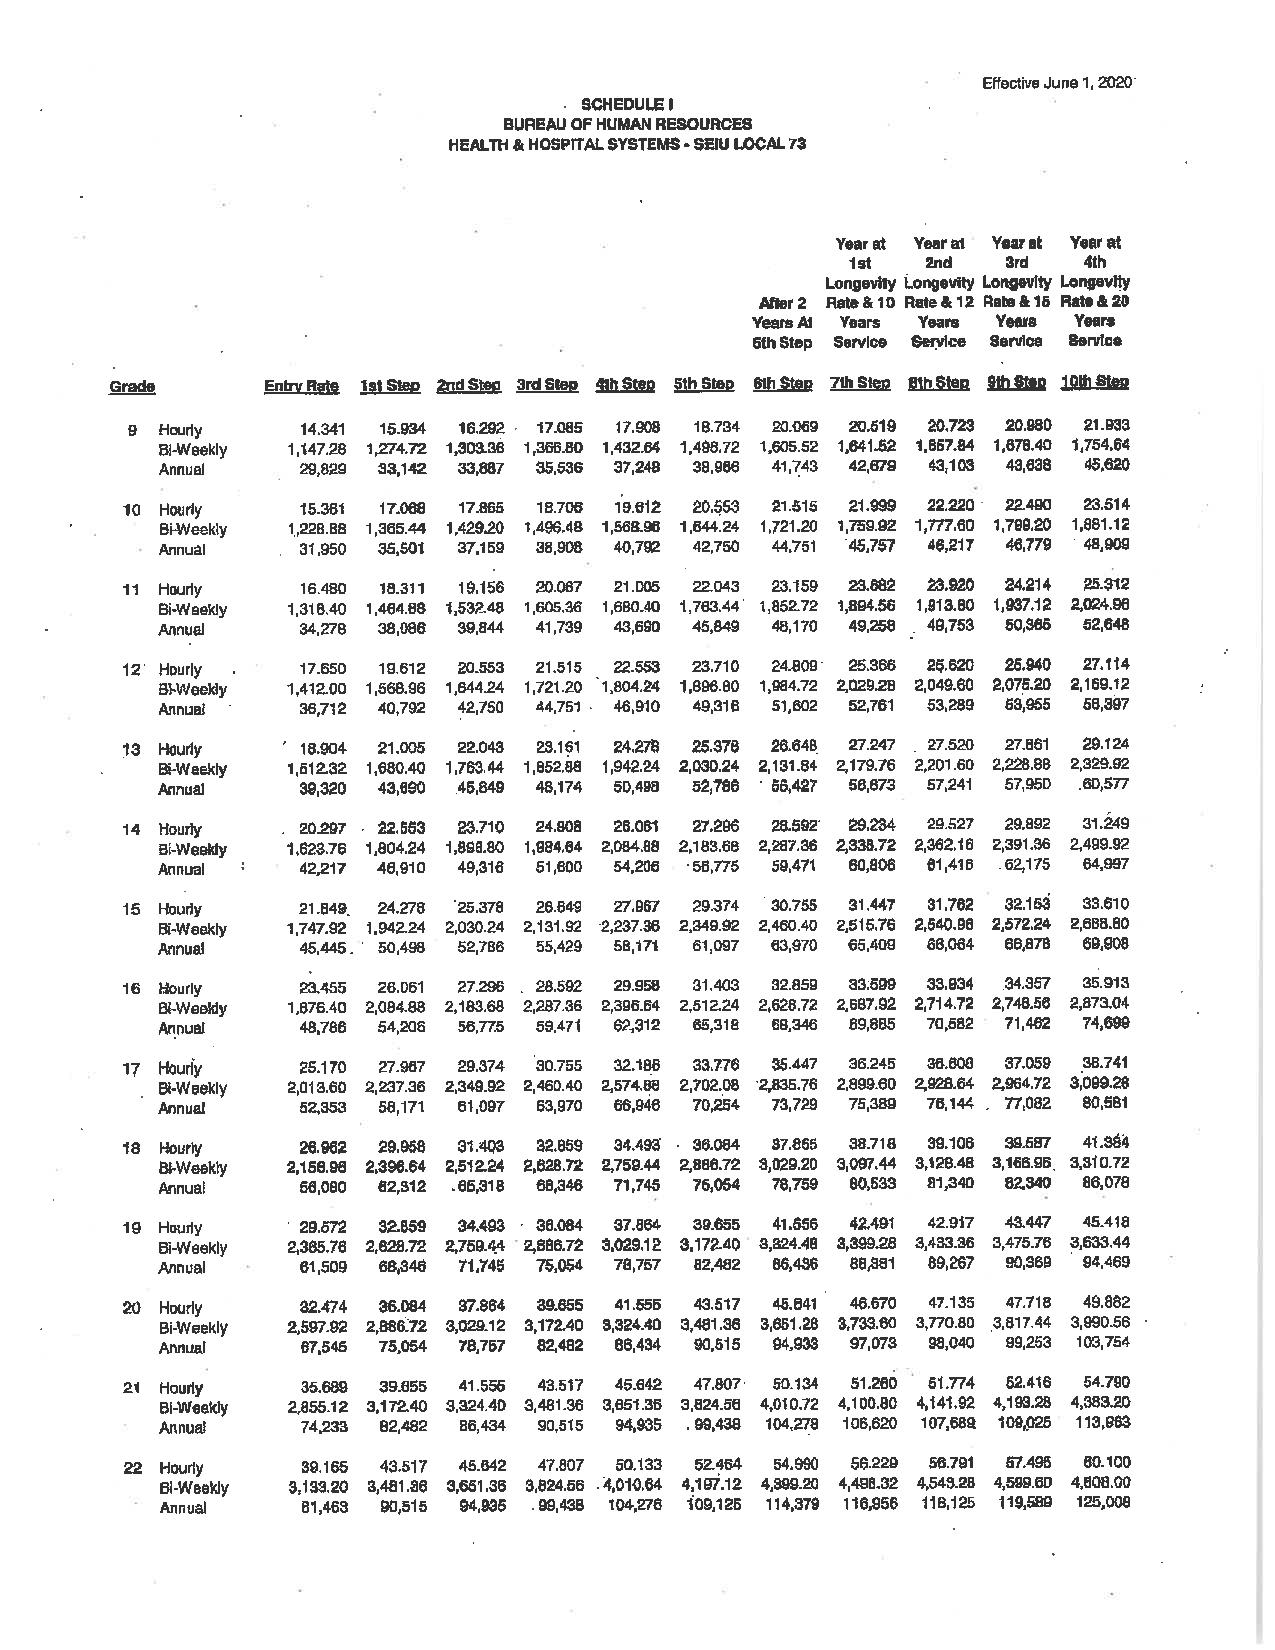 Effective June 1, 2020
SCHEDULE I
BUREAU OF HUMAN RESOURCES
HEALTH & HOSPITAL SYSTEMS - SEIU LOCAL 73
Year at Year at Year at Year at
1st 2nd 3rd 4th
Longevity Longevity Longevity Longevity
After 2 Rate & 10 Rate & 12 Rate & 15 Rate & 20
Years At Years Years Years Years
5th Step Service Service Service Service
Grade Entry Rate 1st Step 2nd Step 3rd Step 4th Step 5th Step 6th Step 7th Step 8th Step 9th Step 10th Step
9 Hourly 14.341 15.934 16.292 17.085 17.908 18.734 20.069 20.519 20.723 20.980 21.933
Bi-Weekly 1,147.28 1,274.72 1,303.36 1,366.80 1,432.64 1,498.72 1,605.52 1,641.52 1,657.84 1,678.40 1,754.64
Annual 29,829 33,142 33,887 35,536 37,248 38,966 41,743 42,679 43,103 43,638 45,620
10 Hourly 15.361 17.068 17.865 18.706 19.612 20.553 21.515 21.999 22.220 22.490 23.514
Bi-Weekly 1,228.88 1,365.44 1,429.20 1,496.48 1,568.96 1,644.24 1,721.20 1,759.92 1,777.60 1,799.20 1,881.12
Annual 31,950 35,501 37,159 38,908 40,792 42,750 44,751 45,757 46,217 46,779 48,909
11 Hourly 16.480 18.311 19.156 20.067 21.005 22.043 23.159 23.682 23.920 24.214 25.312
Bi-Weekly 1,318.40 1,464.88 1,532.48 1,605.36 1,680.40 1,763.44 1,852.72 1,894.56 1,913.60 1,937.12 2,024.96
Annual 34,278 38,086 39,844 41,739 43,690 45,849 48,170 49,258 49,753 50,365 52,648
12 Hourly 17.650 19.612 20.553 21.515 22.553 23.710 24.809 25.366 25.620 25.940 27.114
Bi-Weekly 1,412.00 1,568.96 1,644.24 1,721.20 1,804.24 1,896.80 1,984.72 2,029.28 2,049.60 2,075.20 2,169.12
Annual 36,712 40,792 42,750 44,751 46,910 49,316 51,602 52,761 53,289 53,955 56,397
13 Hourly 18.904 21.005 22.043 23.161 24.278 25.378 26.648 27.247 27.520 27.861 29.124
Bi-Weekly 1,512.32 1,680.40 1,763.44 1,852.88 1,942.24 2,030.24 2,131.84 2,179.76 2,201.60 2,228.88 2,329.92
Annual 39,320 43,690 45,849 48,174 50,498 52,786 55,427 56,673 57,241 57,950 60,577
14 Hourly 20.297 22.553 23.710 24.808 26.061 27.296 28.592 29.234 29.527 29.892 31.249
Bi-Weekly 1,623.76 1,804.24 1,896.80 1,984.64 2,084.88 2,183.68 2,287.36 2,338.72 2,362.16 2,391.36 2,499.92
Annual 42,217 46,910 49,316 51,600 54,206 56,775 59,471 60,806 61,416 62,175 64,997
15 Hourly 21.849 24.278 25.378 26.649 27.967 29.374 30.755 31.447 31.762 32.153 33.610
Bi-Weekly 1,747.92 1,942.24 2,030.24 2,131.92 2,237.36 2,349.92 2,460.40 2,515.76 2,540.96 2,572.24 2,688.80
Annual 45,445 50,498 52,786 55,429 58,171 61,097 63,970 65,409 66,064 66,878 69,908
16 Hourly 23.455 26.061 27.296 28.592 29.958 31.403 32.859 33.599 33.934 34.357 35.913
Bi-Weekly 1,876.40 2,084.88 2,183.68 2,287.36 2,396.64 2,512.24 2,628.72 2,687.92 2,714.72 2,748.56 2,873.04
Annual 48,786 54,206 56,775 59,471 62,312 65,318 68,346 69,885 70,582 71,462 74,699
17 Hourly 25.170 27.967 29.374 30.755 32.186 33.776 35.447 36.245 36.608 37.059 38.741
Bi-Weekly 2,013.60 2,237.36 2,349.92 2,460.40 2,574.88 2,702.08 2,835.76 2,899.60 2,928.64 2,964.72 3,099.28
Annual 52,353 58,171 61,097 63,970 66,946 70,254 73,729 75,389 76,144 77,082 80,581
18 Hourly 26.962 29.958 31.403 32.859 34.493 36.084 37.865 38.718 39.106 39.587 41.384
Bi-Weekly 2,156.96 2,396.64 2,512.24 2,628.72 2,759.44 2,886.72 3,029.20 3,097.44 3,128.48 3,166.96 3,310.72
Annual 56,080 62,312 65,318 68,346 71,745 75,054 78,759 80,533 81,340 82,340 86,078
19 Hourly 29.572 32.859 34.493 36.084 37.864 39.655 41.556 42.491 42.917 43.447 45.418
Bi-Weekly 2,365.76 2,628.72 2,759.44 2,886.72 3,029.12 3,172.40 3,324.48 3,399.28 3,433.36 3,475.76 3,633.44
Annual 61,509 68,346 71,745 75,054 78,757 82,482 86,436 88,381 89,267 90,369 94,469
20 Hourly 32.474 36.084 37.864 39.655 41.555 43.517 45.641 46.670 47.135 47.718 49.882
Bi-Weekly 2,597.92 2,886.72 3,029.12 3,172.40 3,324.40 3,481.36 3,651.28 3,733.60 3,770.80 3,817.44 3,990.56
Annual 67,545 75,054 78,757 82,482 86,434 90,515 94,933 97,073 98,040 99,253 103,754
21 Hourly 35.689 39.655 41.555 43.517 45.642 47.807 50.134 51.260 51.774 52.416 54.790
Bi-Weekly 2,855.12 3,172.40 3,324.40 3,481.36 3,651.36 3,824.56 4,010.72 4,100.80 4,141.92 4,193.28 4,383.20
Annual 74,233 82,482 86,434 90,515 94,935 99,438 104,278 106,620 107,689 109,025 113,963
22 Hourly 39.165 43.517 45.642 47.807 50.133 52.464 54.990 56.229 56.791 57.495 60.100
Bi-Weekly 3,133.20 3,481.36 3,651.36 3,824.56 4,010.64 4,197.12 4,399.20 4,498.32 4,543.28 4,599.60 4,808.00
Annual 81,463 90,515 94,935 99,438 104,276 109,125 114,379 116,956 118,125 119,589 125,008